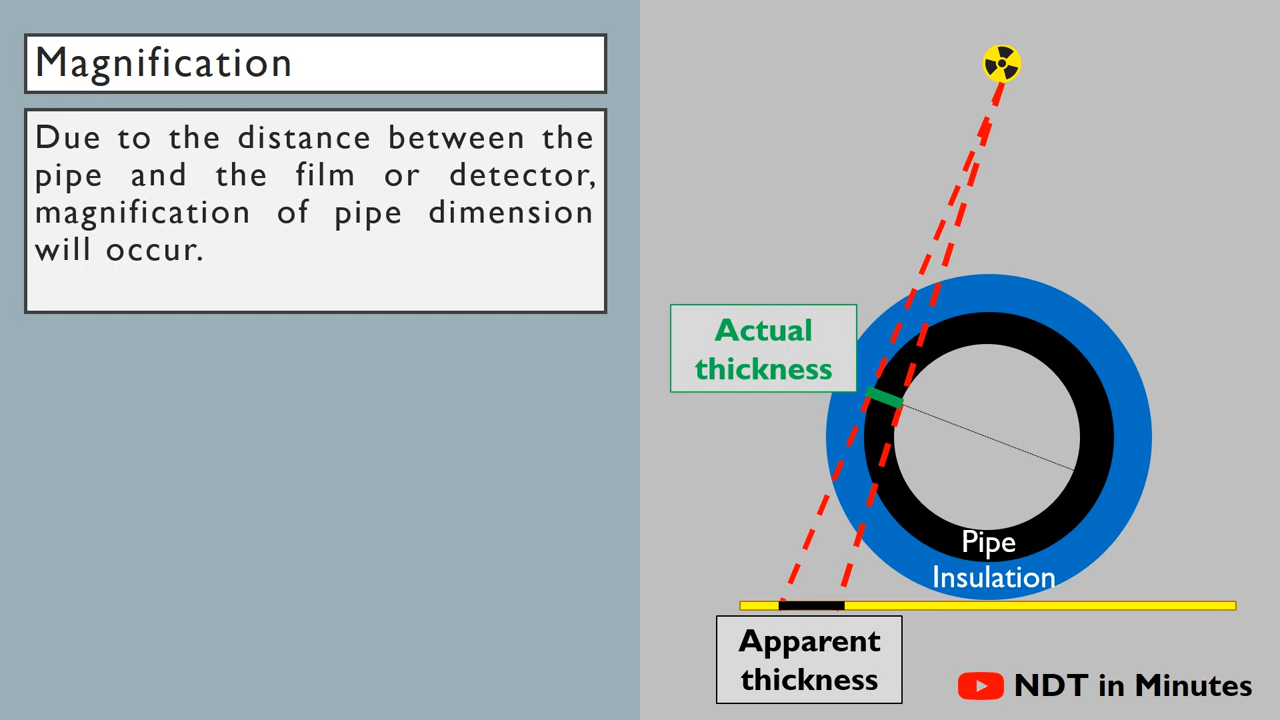 Magnification
Due to the distance between the
pipe and the film or detector,
magnification of pipe dimension
will occur.
Actual
thickness
Pipe
Insulation
Apparent
thickness
NDT in Minutes